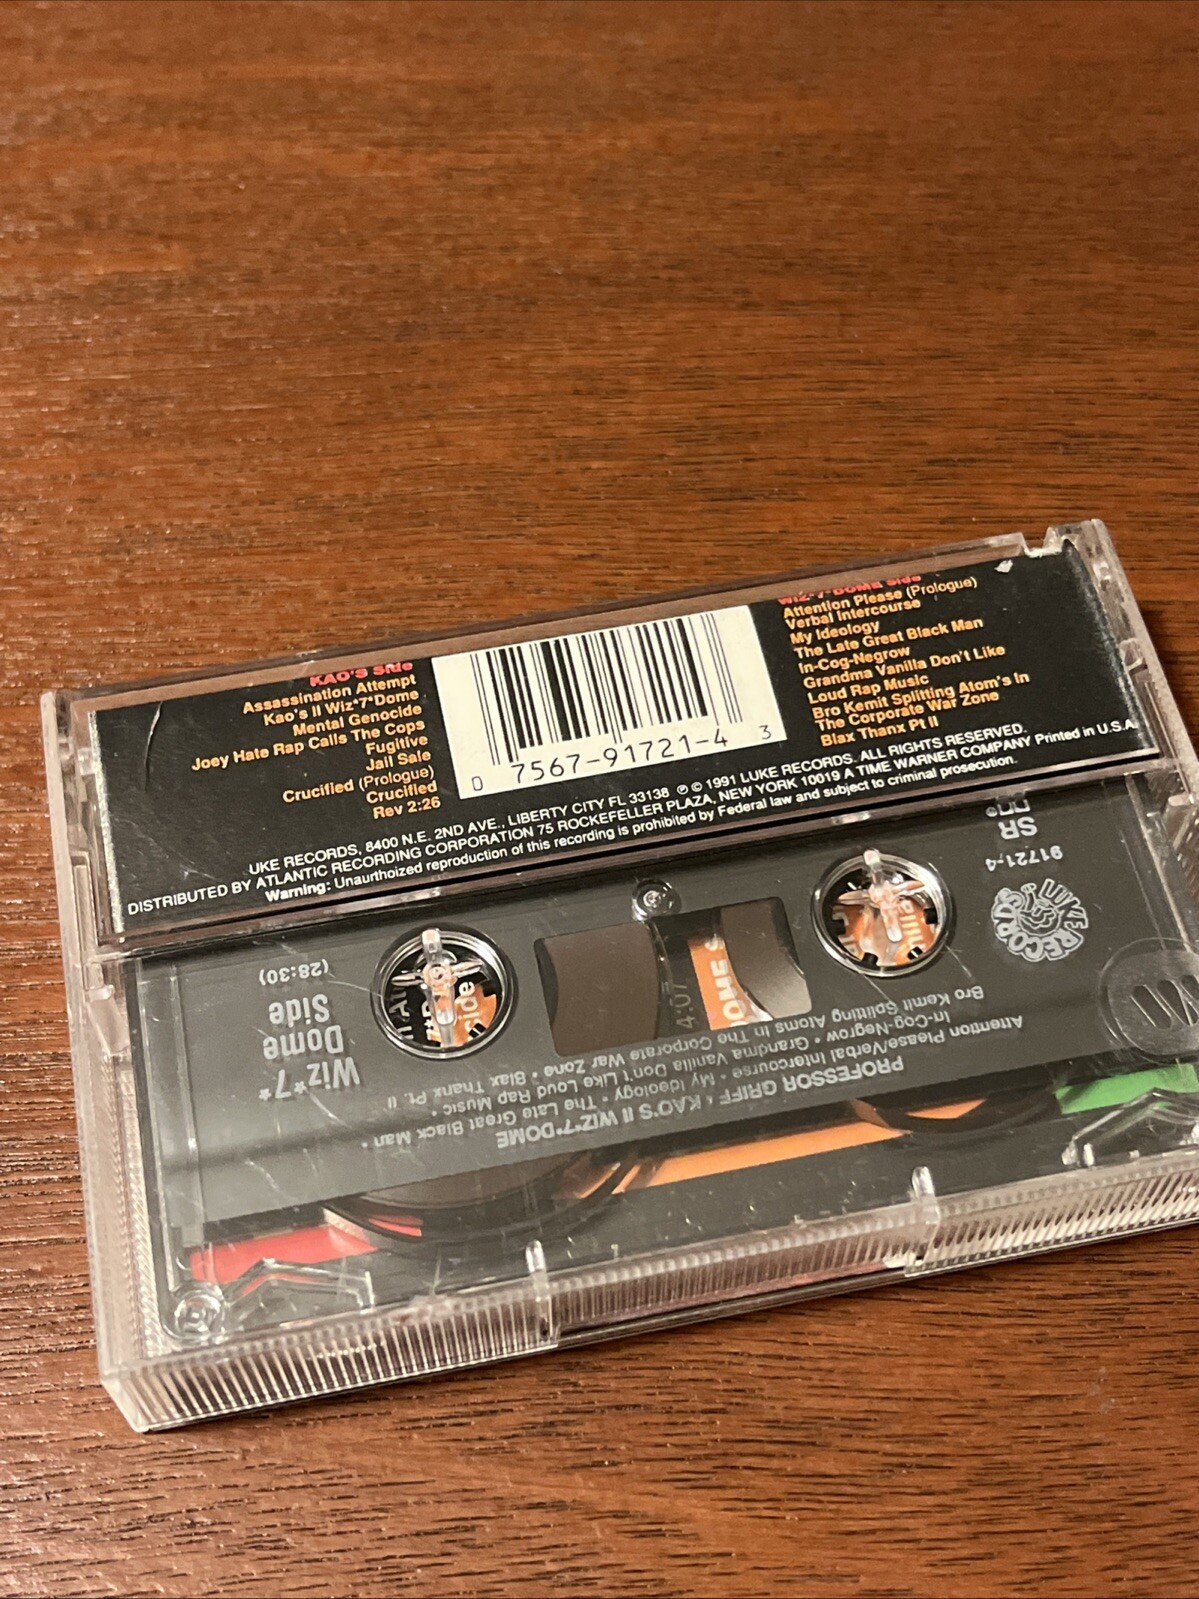 KAO'S Side
Assassination Attempt
Kao's II Wiz*7*Dome
Mental Genocide
Joey Hate Rap Calls The Cops
Fugitive
Jail Sale
Crucified (Prologue)
Crucified
Rev 2:26
0 7567-91721-4 3
WIZ*7*DOME Side
Attention Please (Prologue)
Verbal Intercourse
My Ideology
The Late Great Black Man
In-Cog-Negrow
Grandma Vanilla Don't Like
Loud Rap Music
Bro Kemit Splitting Atom's In
The Corporate War Zone
Blax Thanx Pt II
UKE RECORDS, 8400 N.E. 2ND AVE., LIBERTY CITY FL 33138 ℗ © 1991 LUKE RECORDS. ALL RIGHTS RESERVED.
DISTRIBUTED BY ATLANTIC RECORDING CORPORATION 75 ROCKEFELLER PLAZA, NEW YORK 10019 A TIME WARNER COMPANY Printed in U.S.A.
Warning: Unaurthoized reproduction of this recording is prohibited by Federal law and subject to criminal prosecution.
PROFESSOR GRIFF & KAO'S II WIZ*7*DOME
Attention Please/Verbal Intercourse • My Ideology • The Late Great Black Man •
In-Cog-Negrow • Grandma Vanilla Don't Like Loud Rap Music •
Bro Kemit Splitting Atoms In The Corporate War Zone • Blax Thanx Pt. II
Wiz*7*
Dome
Side
(28:30)
LUKE
RECORDS
91721-4
SR
4:07
OME S
side